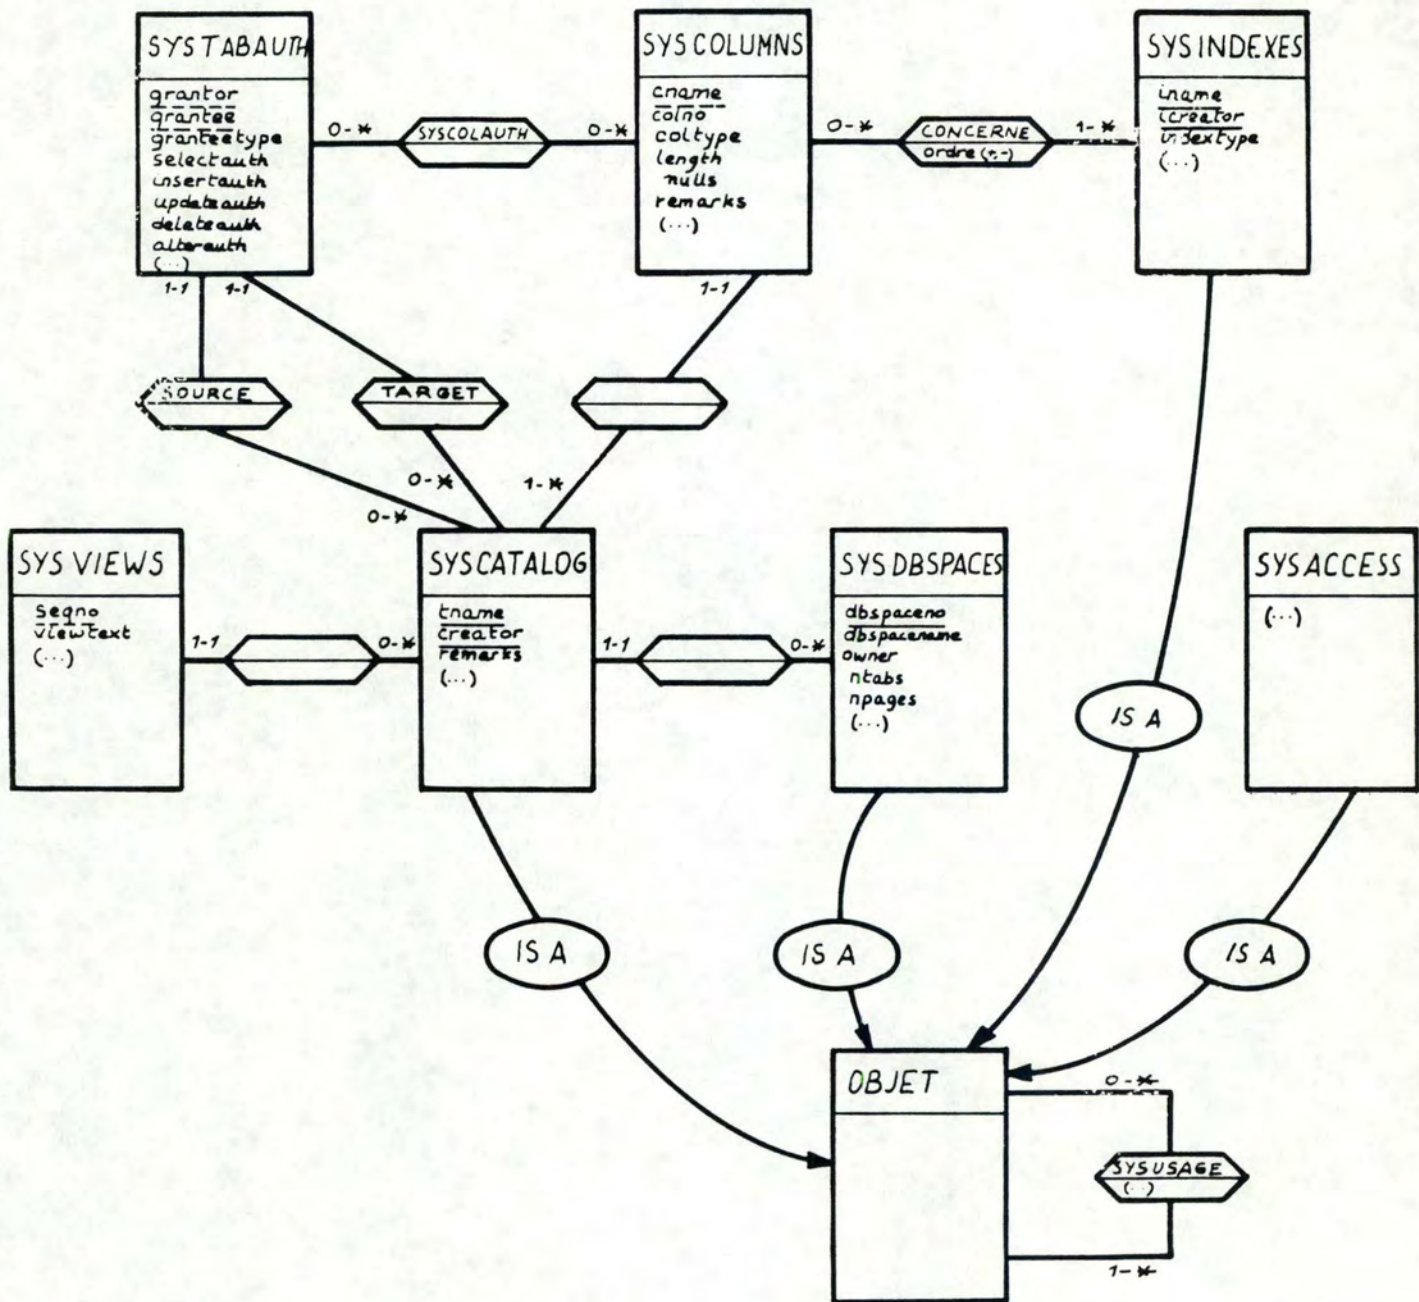 SYSTABAUTH
grantor
grantee
granteetype
selectauth
insertauth
updateauth
deleteauth
alterauth
(...)
0-*
SYSCOLAUTH
0-*
SYSCOLUMNS
cname
colno
coltype
length
nulls
remarks
(...)
0-*
CONCERNE
ordre (+,-)
1-*
SYSINDEXES
iname
icreator
indextype
(...)
1-1
1-1
1-1
SOURCE
TARGET
0-*
0-*
1-*
SYSVIEWS
seqno
viewtext
(...)
1-1
0-*
SYSCATALOG
tname
creator
remarks
(...)
1-1
0-*
SYSDBSPACES
dbspaceno
dbspacename
owner
ntabs
npages
(...)
SYSACCESS
(...)
IS A
IS A
IS A
IS A
OBJET
0-*
SYSUSAGE
(...)
1-*